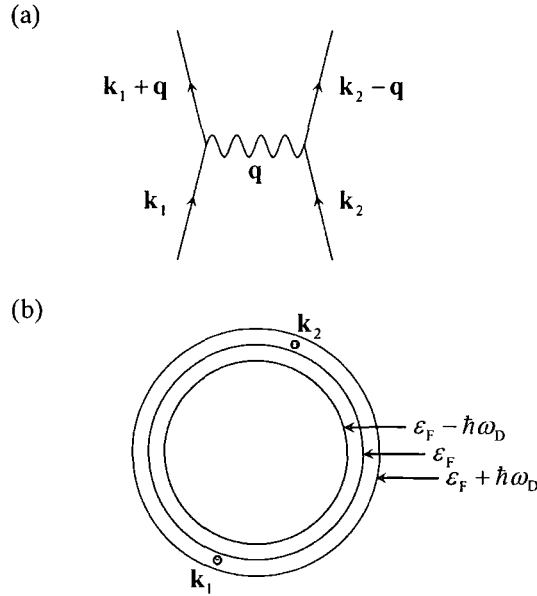 (a)
k₁ + q
k₂ − q
q
k₁
k₂
(b)
k₂
ε_F − ℏω_D
ε_F
ε_F + ℏω_D
k₁